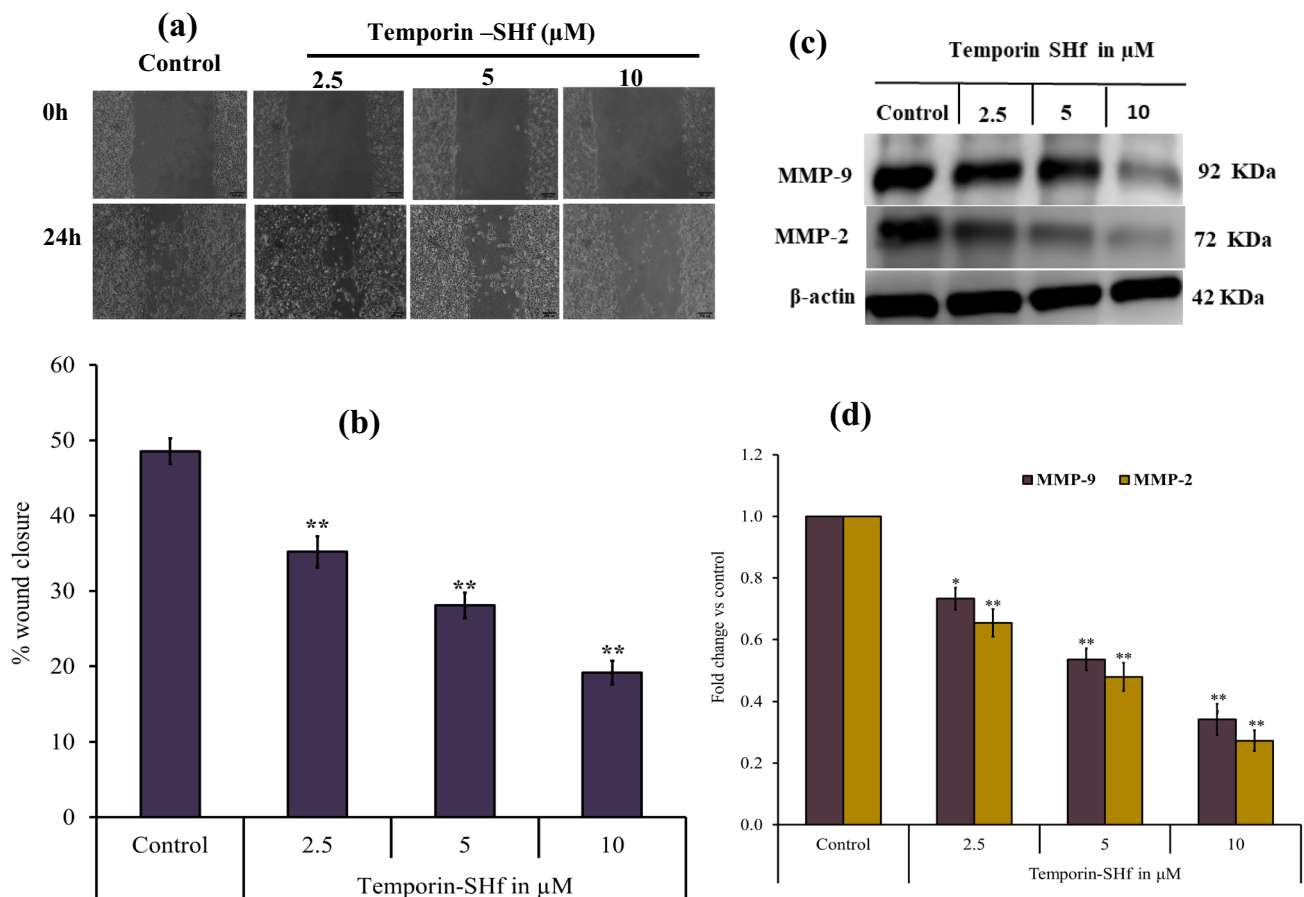 (a)
Temporin –SHf (µM)
Control
2.5
5
10
0h
24h
(c)
Temporin SHf in µM
Control
2.5
5
10
MMP-9
92 KDa
MMP-2
72 KDa
β-actin
42 KDa
(b)
60
50
40
30
20
10
0
% wound closure
**
**
**
Control
2.5
5
10
Temporin-SHf in µM
(d)
1.2
1.0
0.8
0.6
0.4
0.2
0.0
Fold change vs control
MMP-9 MMP-2
*
**
**
**
**
**
Control
2.5
5
10
Temporin-SHf in µM